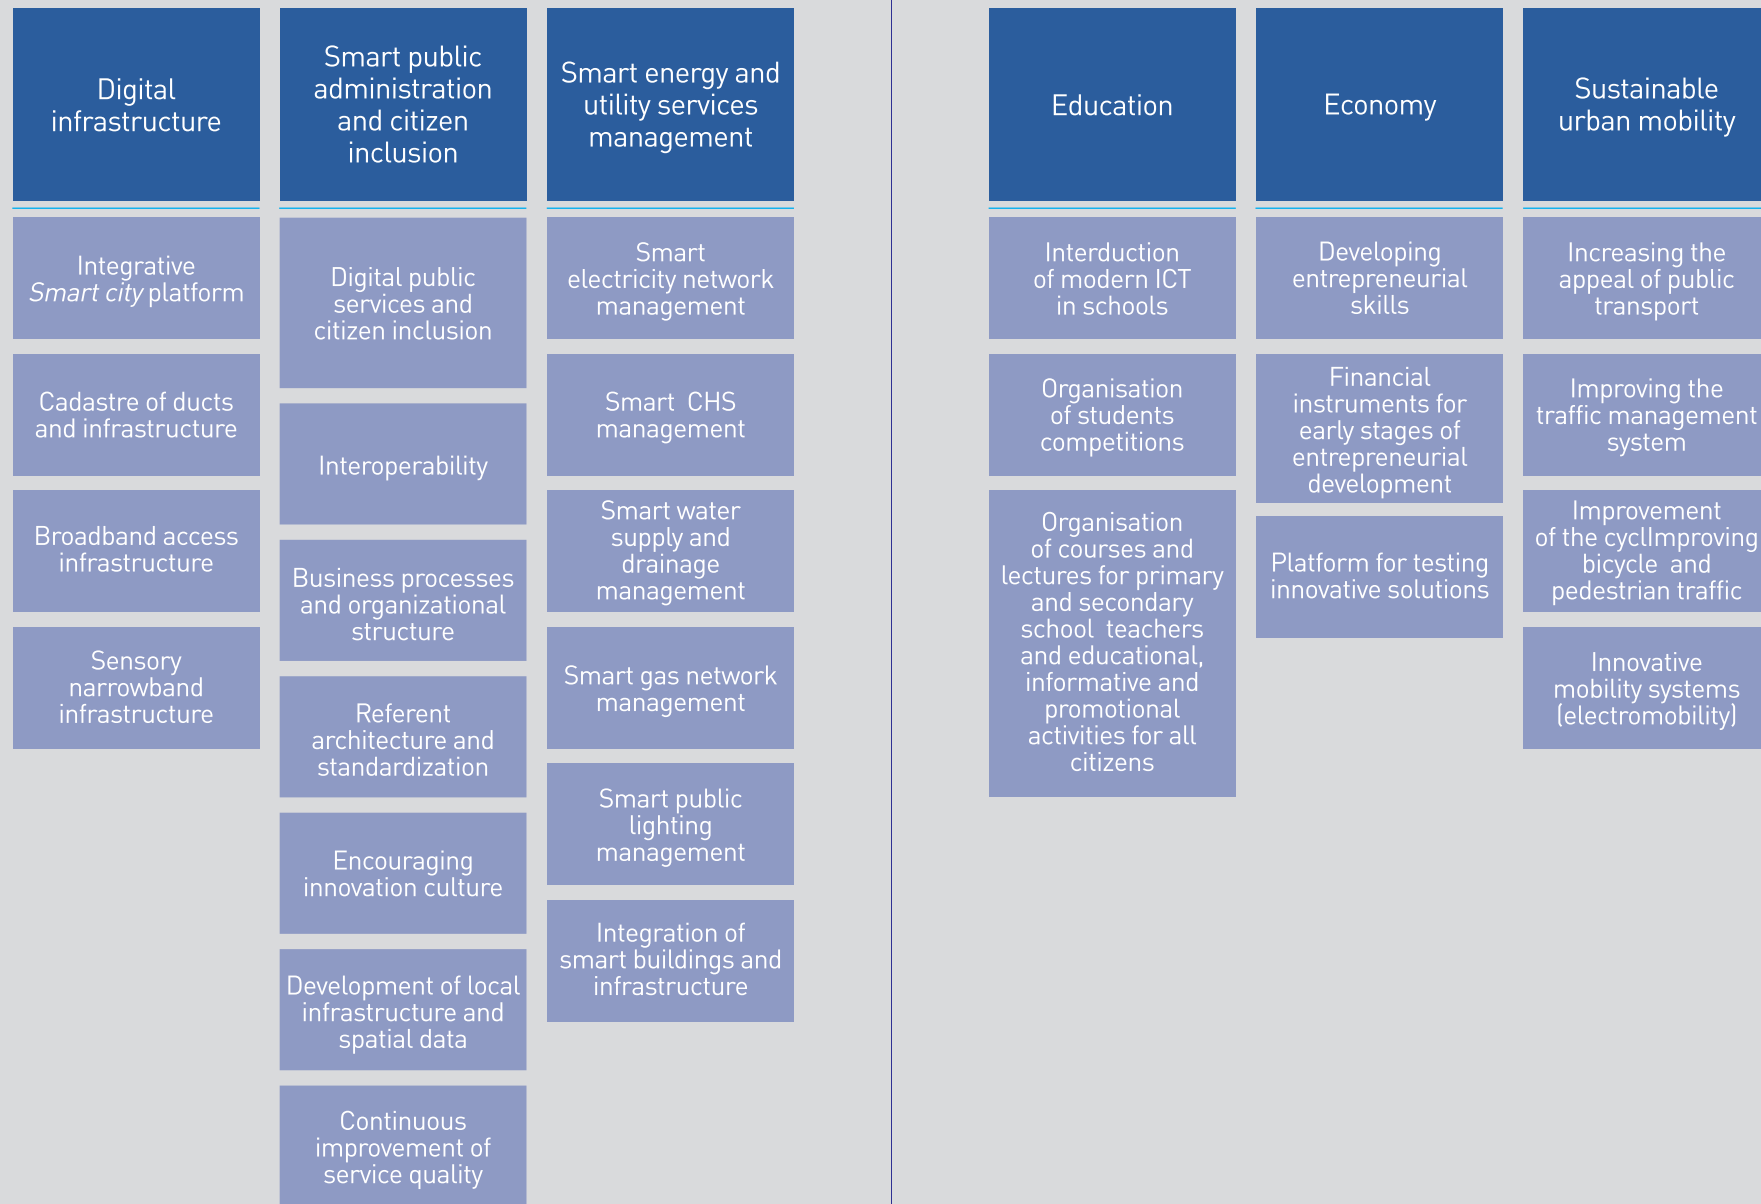 Digital
infrastructure
Integrative
Smart city platform
Cadastre of ducts
and infrastructure
Broadband access
infrastructure
Sensory
narrowband
infrastructure
Smart public
administration
and citizen
inclusion
Digital public
services and
citizen inclusion
Interoperability
Business processes
and organizational
structure
Referent
architecture and
standardization
Encouraging
innovation culture
Development of local
infrastructure and
spatial data
Continuous
improvement of
service quality
Smart energy and
utility services
management
Smart
electricity network
management
Smart CHS
management
Smart water
supply and
drainage
management
Smart gas network
management
Smart public
lighting
management
Integration of
smart buildings and
infrastructure
Education
Interduction
of modern ICT
in schools
Organisation
of students
competitions
Organisation
of courses and
lectures for primary
and secondary
school teachers
and educational,
informative and
promotional
activities for all
citizens
Economy
Developing
entrepreneurial
skills
Financial
instruments for
early stages of
entrepreneurial
development
Platform for testing
innovative solutions
Sustainable
urban mobility
Increasing the
appeal of public
transport
Improving the
traffic management
system
Improvement
of the cyclImproving
bicycle and
pedestrian traffic
Innovative
mobility systems
(electromobility)